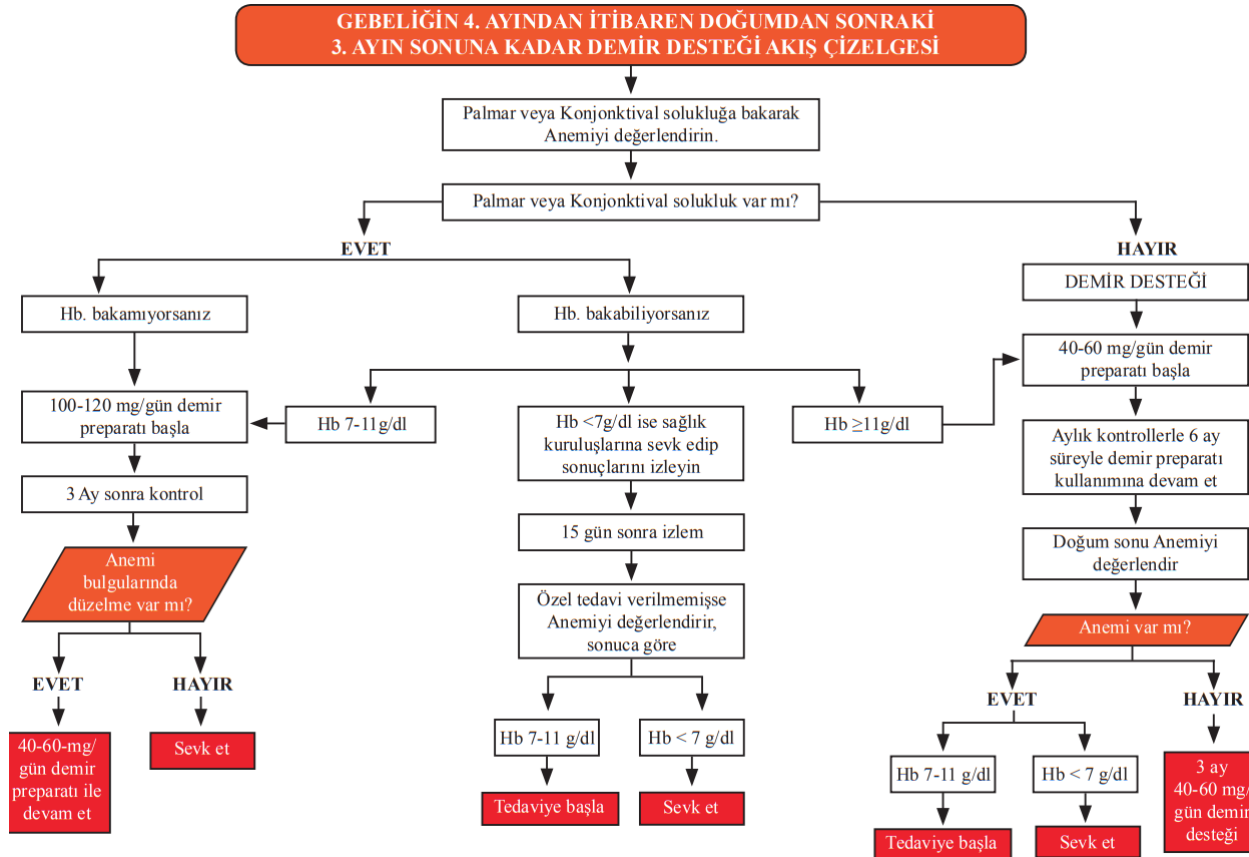 GEBELİĞİN 4. AYINDAN İTİBAREN DOĞUMDAN SONRAKİ
3. AYIN SONUNA KADAR DEMİR DESTEĞİ AKIŞ ÇİZELGESİ
Palmar veya Konjonktival solukluğa bakarak
Anemiyi değerlendirin.
Palmar veya Konjonktival solukluk var mı?
EVET
HAYIR
Hb. bakamıyorsanız
Hb. bakabiliyorsanız
DEMİR DESTEĞİ
100-120 mg/gün demir
preparatı başla
Hb 7-11g/dl
Hb <7g/dl ise sağlık
kuruluşlarına sevk edip
sonuçlarını izleyin
Hb ≥11g/dl
40-60 mg/gün demir
preparatı başla
3 Ay sonra kontrol
15 gün sonra izlem
Aylık kontrollerle 6 ay
süreyle demir preparatı
kullanımına devam et
Anemi
bulgularında
düzelme var mı?
Özel tedavi verilmemişse
Anemiyi değerlendirir,
sonuca göre
Doğum sonu Anemiyi
değerlendir
Anemi var mı?
EVET
HAYIR
40-60-mg/
gün demir
preparatı ile
devam et
Sevk et
Hb 7-11 g/dl
Hb < 7 g/dl
Tedaviye başla
Sevk et
EVET
HAYIR
Hb 7-11 g/dl
Hb < 7 g/dl
Tedaviye başla
Sevk et
3 ay
40-60 mg/
gün demir
desteği